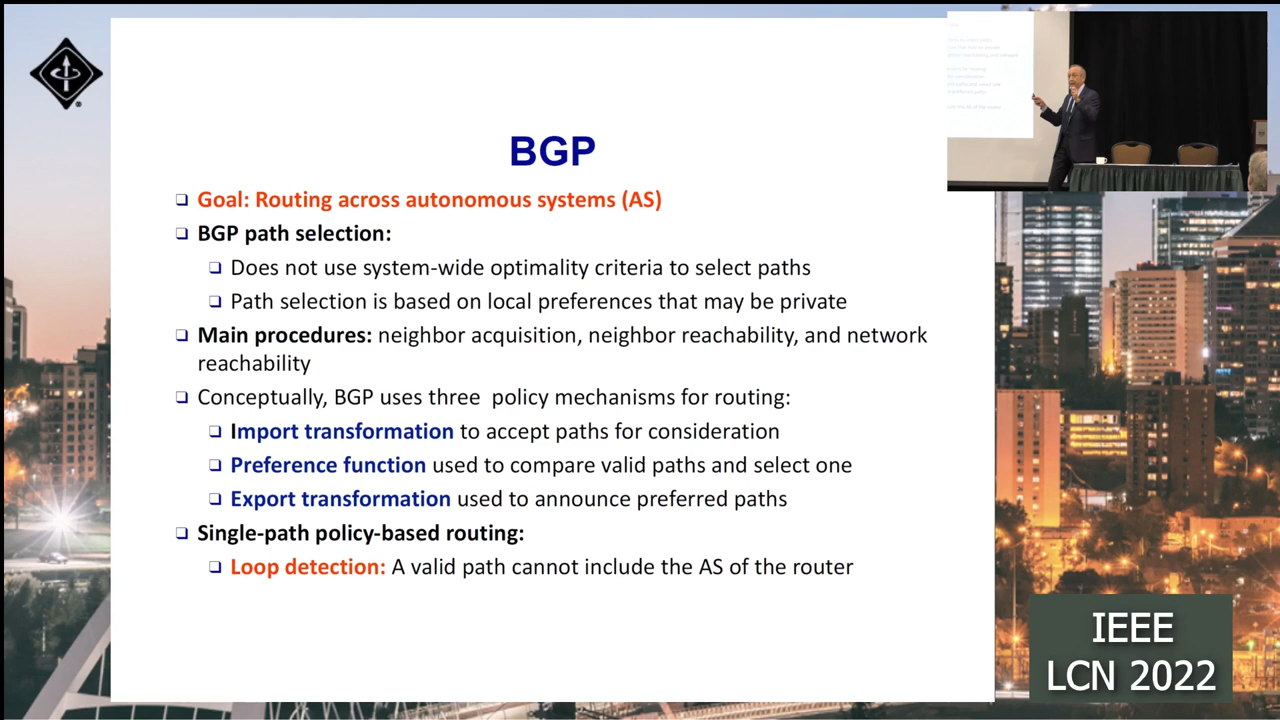 BGP
Goal: Routing across autonomous systems (AS)
BGP path selection:
Does not use system-wide optimality criteria to select paths
Path selection is based on local preferences that may be private
Main procedures: neighbor acquisition, neighbor reachability, and network
reachability
Conceptually, BGP uses three  policy mechanisms for routing:
Import transformation to accept paths for consideration
Preference function used to compare valid paths and select one
Export transformation used to announce preferred paths
Single-path policy-based routing:
Loop detection: A valid path cannot include the AS of the router
IEEE
LCN 2022